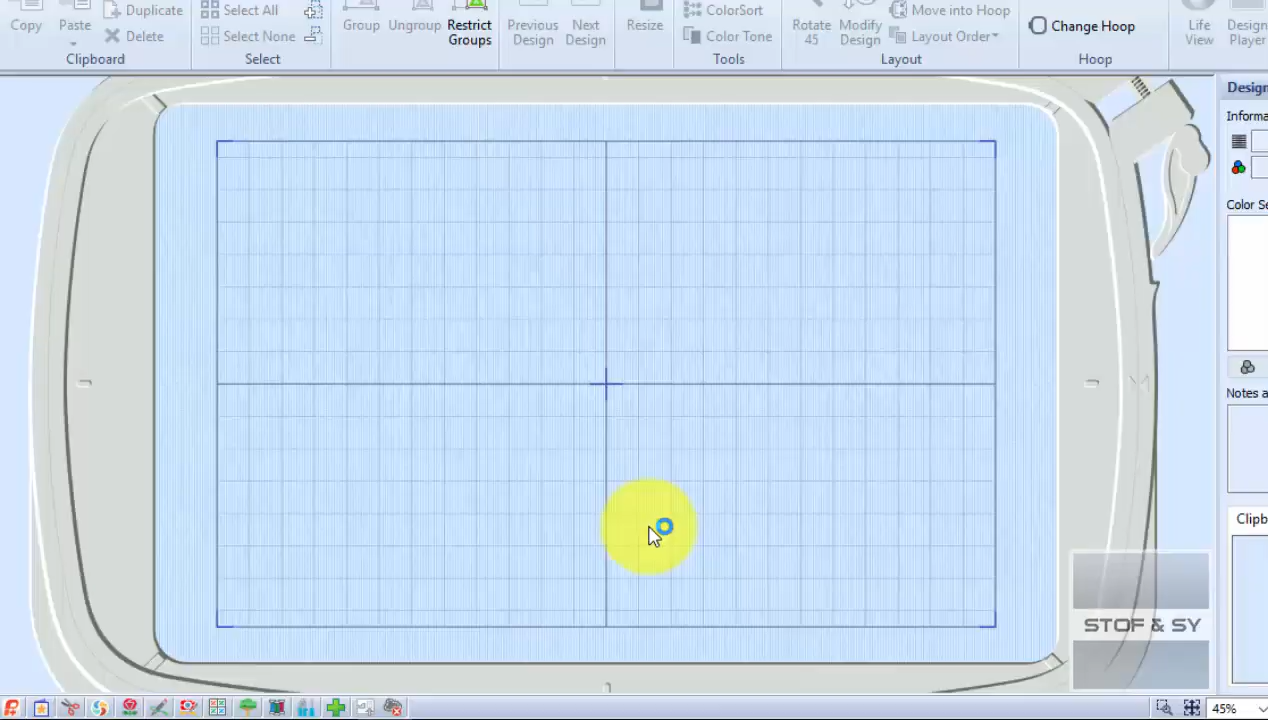 Copy
Paste
Duplicate
Delete
Clipboard
Select All
Select None
Select
Group
Ungroup
Restrict
Groups
Previous
Design
Next
Design
Resize
ColorSort
Color Tone
Tools
Rotate
45
Modify
Design
Move into Hoop
Layout Order
Layout
Change Hoop
Hoop
Life
View
Design
Player
Design
Informa
Color Se
Notes a
Clipb
STOF & SY
45%